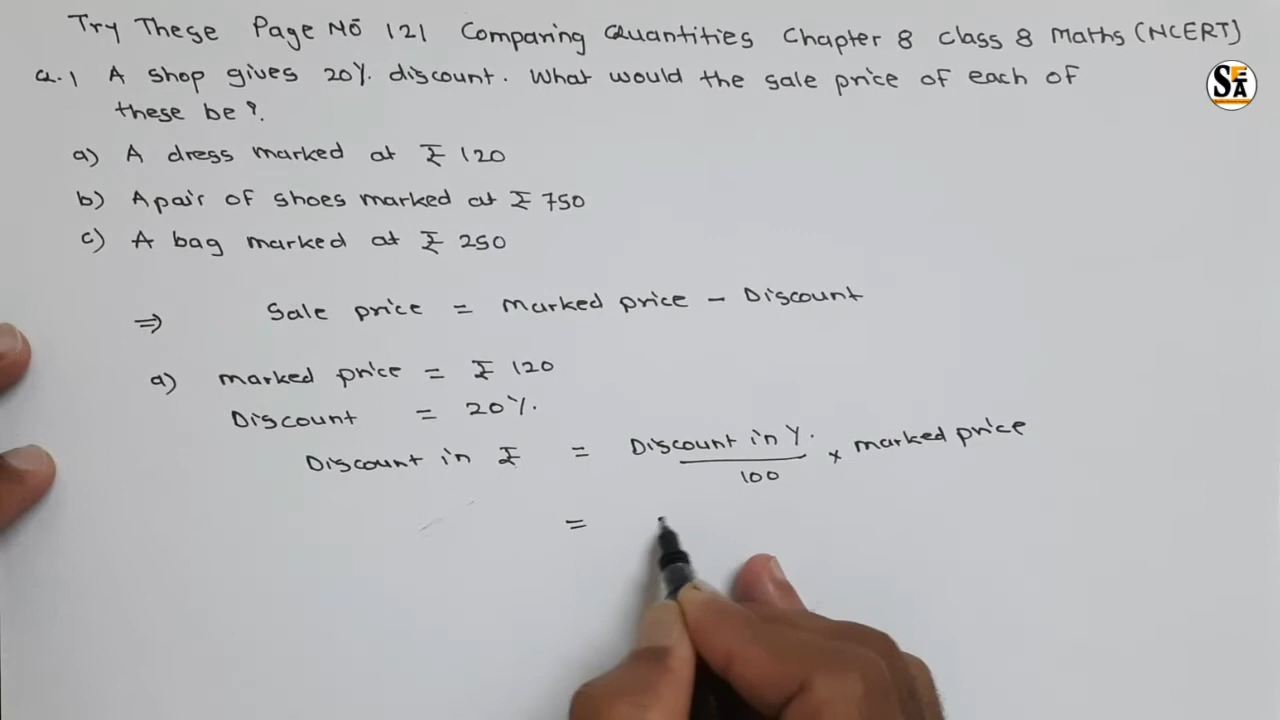 Try These Page No 121 Comparing Quantities Chapter 8 Class 8 Maths (NCERT)
Q.1 A shop gives 20% discount. What would the sale price of each of
these be?
a) A dress marked at ₹ 120
b) A pair of shoes marked at ₹ 750
c) A bag marked at ₹ 250
⇒ Sale price = Marked price - Discount
a) marked price = ₹ 120
Discount = 20%.
Discount in ₹ = Discount in %. / 100 × marked price
=
SFA